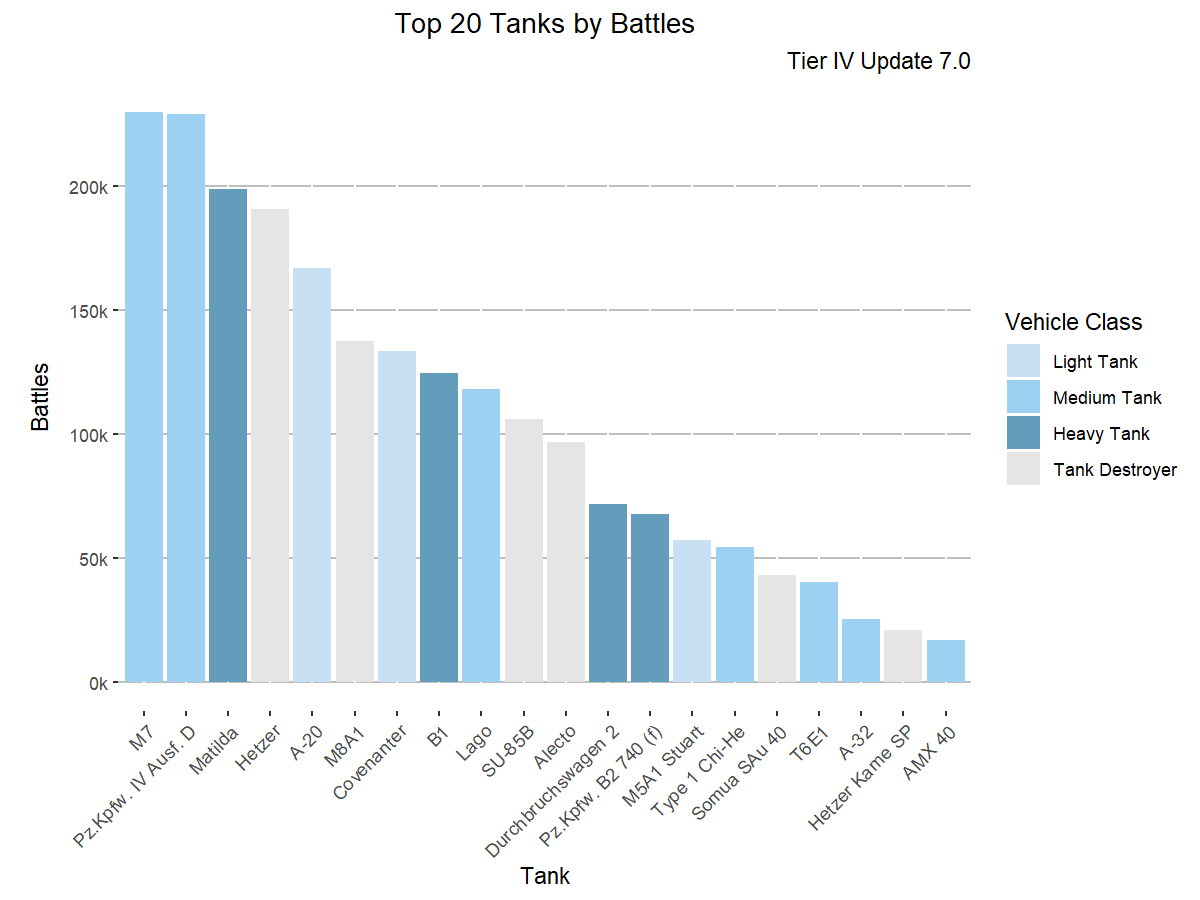 Top 20 Tanks by Battles
Tier IV Update 7.0
Battles
200k
150k
100k
50k
0k
M7
Pz.Kpfw. IV Ausf. D
Matilda
Hetzer
A-20
M8A1
Covenanter
B1
Lago
SU-85B
Alecto
Durchbruchswagen 2
Pz.Kpfw. B2 740 (f)
M5A1 Stuart
Type 1 Chi-He
Somua SAu 40
T6E1
A-32
Hetzer Kame SP
AMX 40
Tank
Vehicle Class
Light Tank
Medium Tank
Heavy Tank
Tank Destroyer